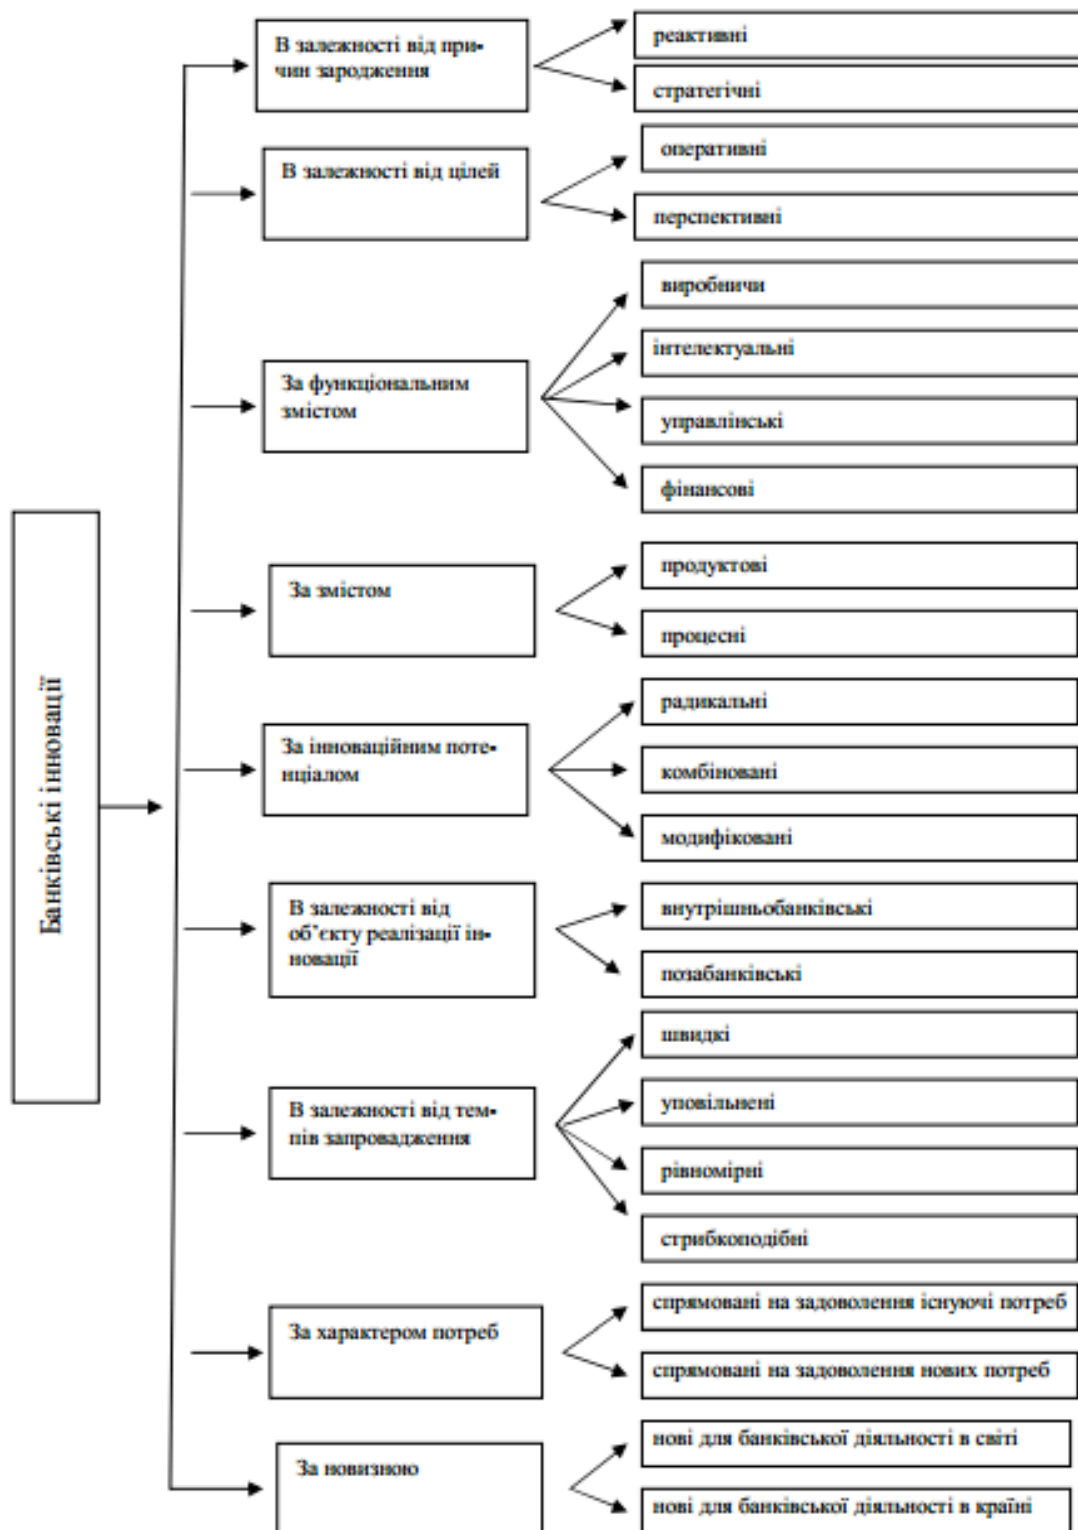 Банківські інновації
В залежності від при-
чин зародження
реактивні
стратегічні
В залежності від цілей
оперативні
перспективні
За функціональним
змістом
виробничи
інтелектуальні
управлінські
фінансові
За змістом
продуктові
процесні
За інноваційним поте-
нціалом
радикальні
комбіновані
модифіковані
В залежності від
об’єкту реалізації ін-
новації
внутрішньобанківські
позабанківські
В залежності від тем-
пів запровадження
швидкі
уповільнені
рівномірні
стрибкоподібні
За характером потреб
спрямовані на задоволення існуючі потреб
спрямовані на задоволення нових потреб
За новизною
нові для банківської діяльності в світі
нові для банківської діяльності в країні